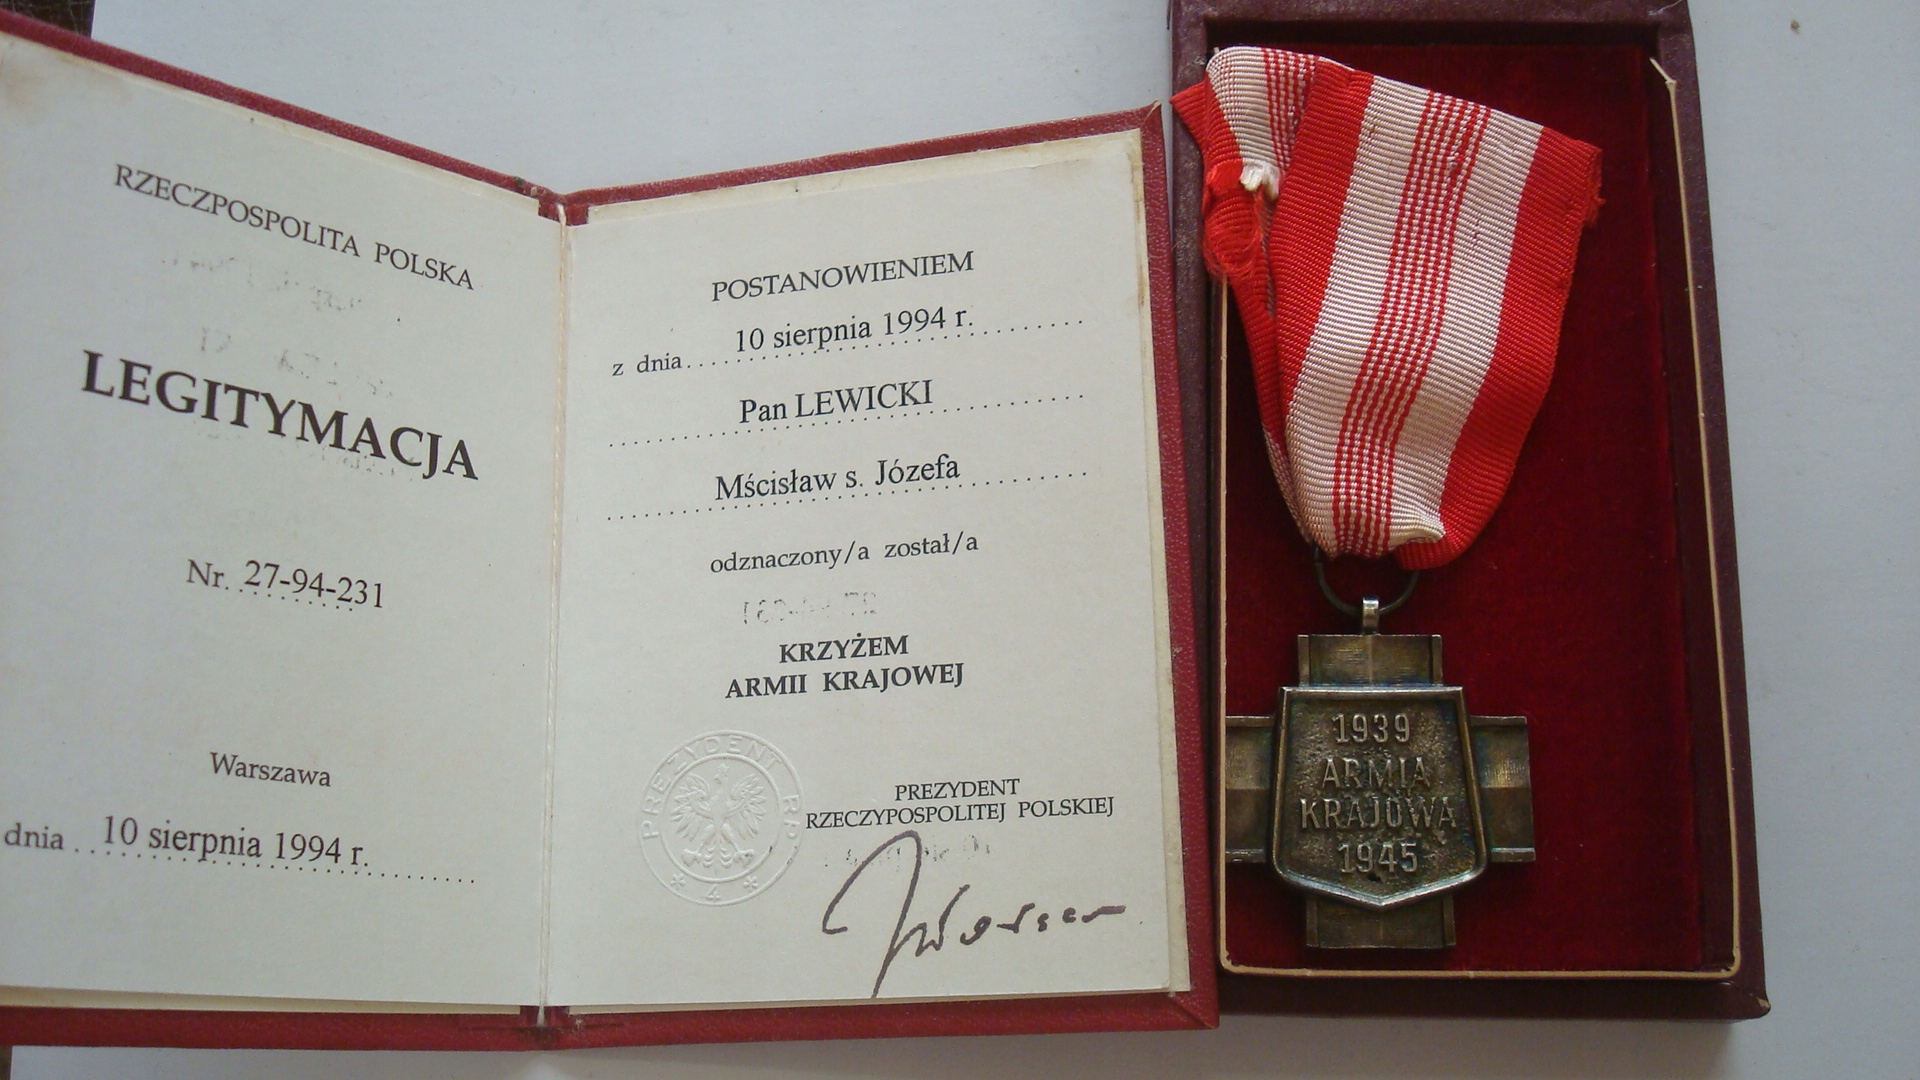 RZECZPOSPOLITA POLSKA
LEGITYMACJA
Nr. 27-94-231
Warszawa
dnia 10 sierpnia 1994 r.
POSTANOWIENIEM
z dnia 10 sierpnia 1994 r.
Pan LEWICKI
Mścisław s. Józefa
odznaczony/a został/a
KRZYŻEM
ARMII KRAJOWEJ
PREZYDENT RP
* 4 *
PREZYDENT
RZECZYPOSPOLITEJ POLSKIEJ
1939
ARMIA
KRAJOWA
1945